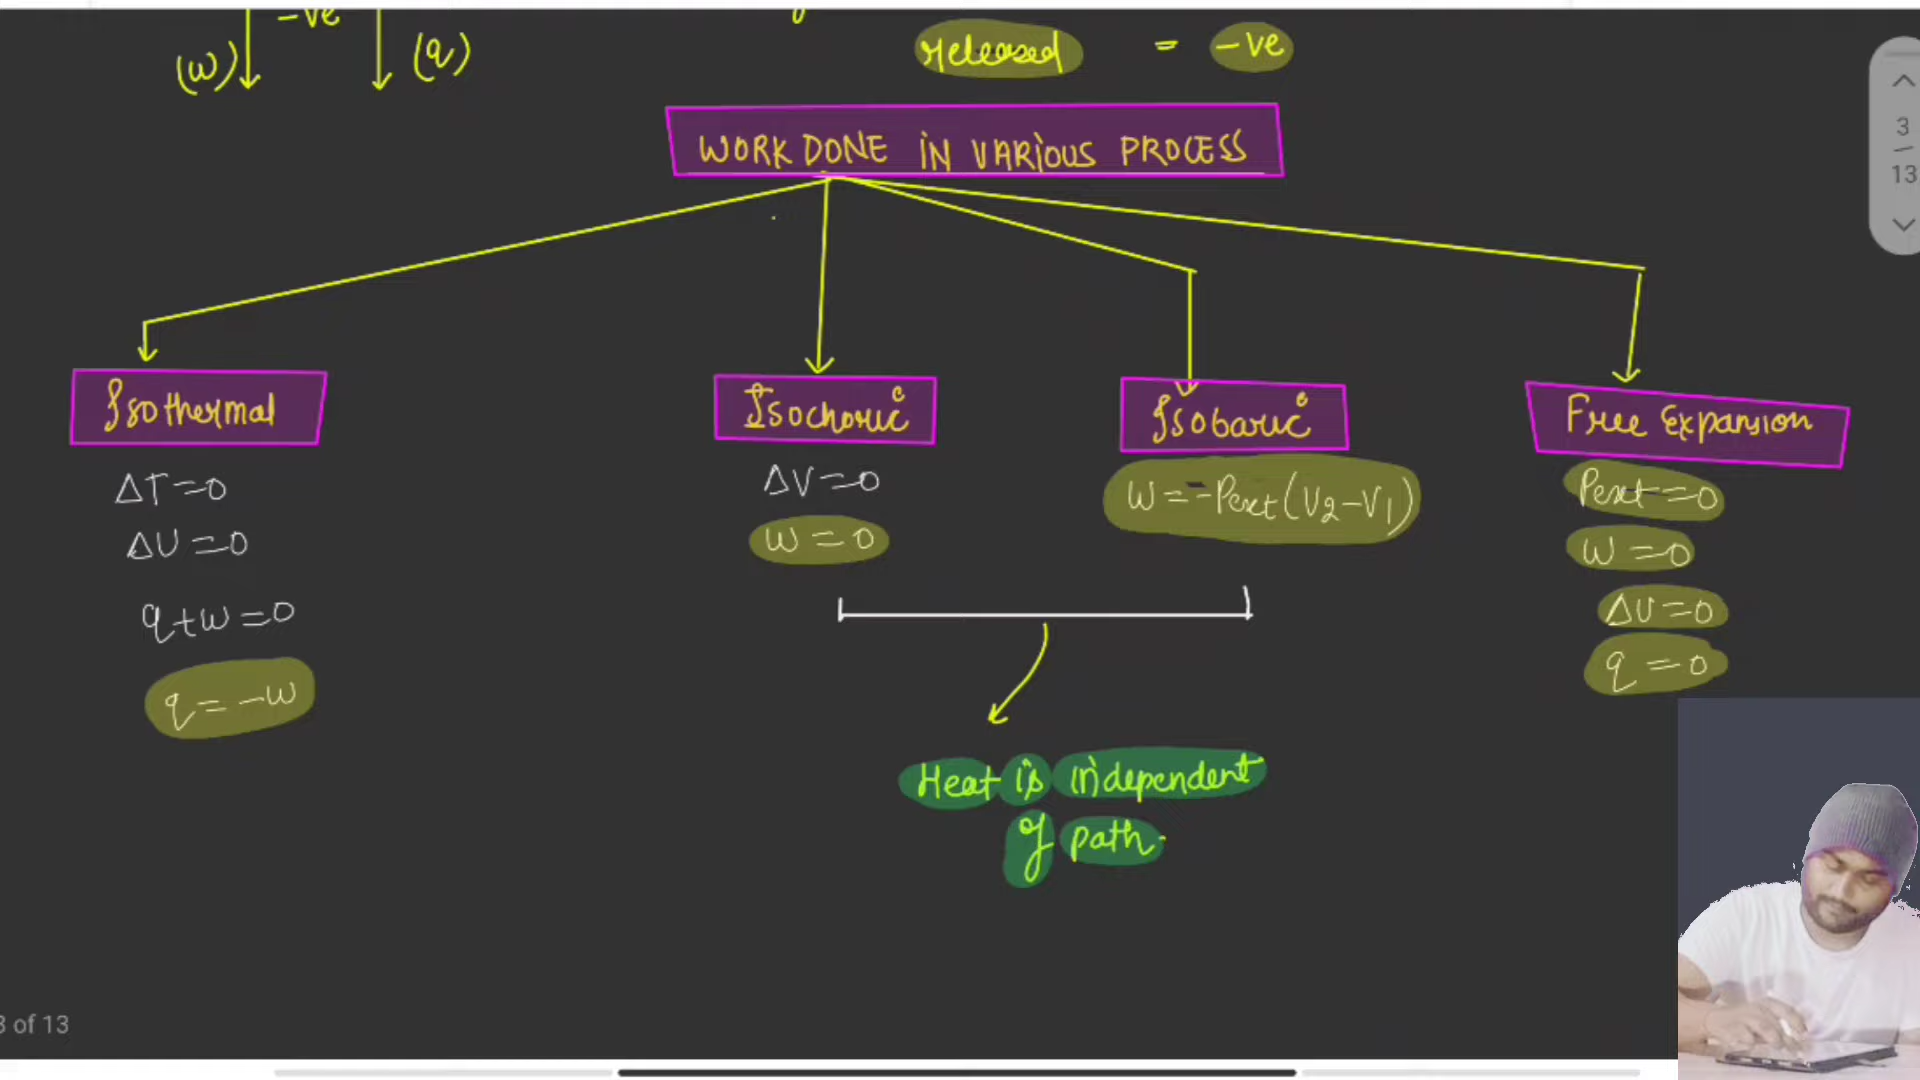 -ve
(w) (q)
released = -ve
WORK DONE IN VARIOUS PROCESS
Isothermal
ΔT=0
ΔU=0
q+w=0
q=-w
Isochoric
ΔV=0
W=0
Isobaric
W=-Pext(V2-V1)
Free Expansion
Pext=0
W=0
ΔU=0
q=0
Heat is independent
of path.
3
13
3 of 13